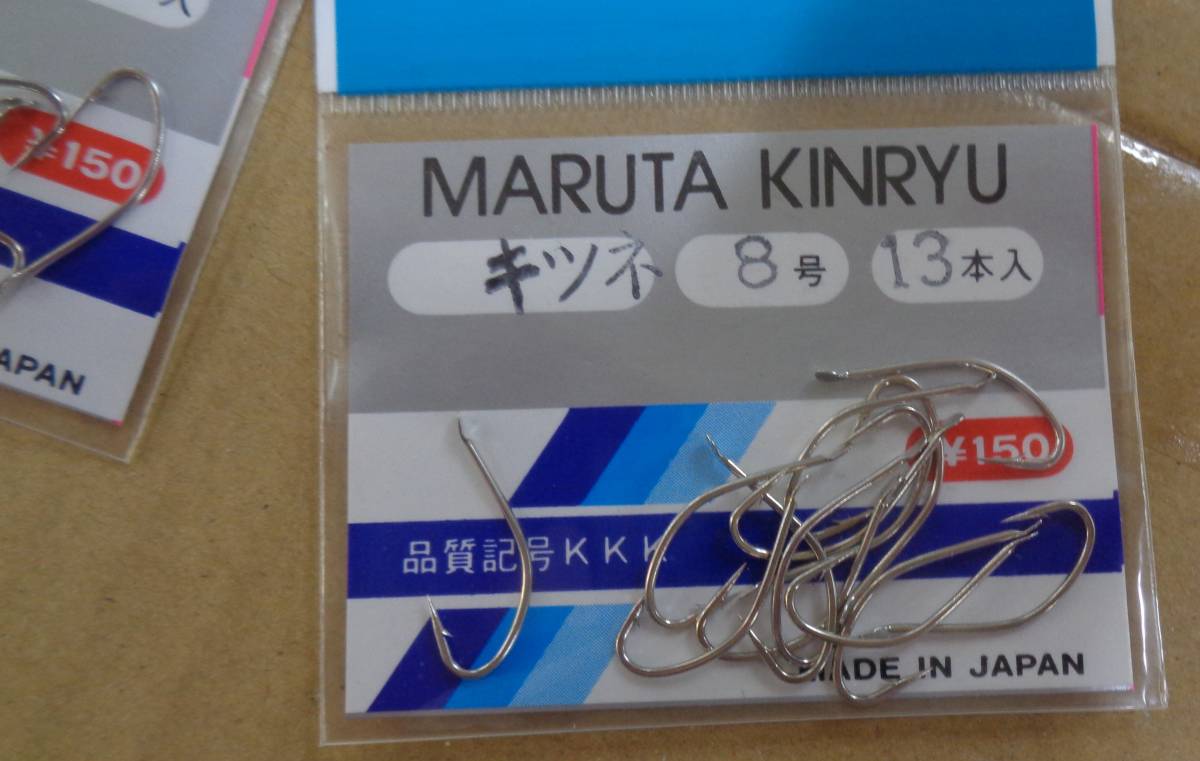 MARUTA KINRYU
キツネ 8号 13本入
¥150
品質記号KKK
MADE IN JAPAN
入
¥150
JAPAN